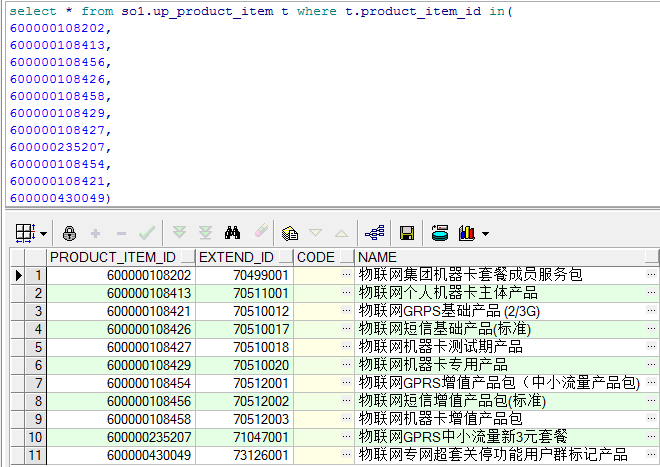 select * from so1.up_product_item t where t.product_item_id in(
600000108202,
600000108413,
600000108456,
600000108426,
600000108458,
600000108429,
600000108427,
600000235207,
600000108454,
600000108421,
600000430049)
PRODUCT_ITEM_ID EXTEND_ID CODE NAME
1 600000108202 70499001 ... 物联网集团机器卡套餐成员服务包 ...
2 600000108413 70511001 ... 物联网个人机器卡主体产品 ...
3 600000108421 70510012 ... 物联网GRPS基础产品 (2/3G) ...
4 600000108426 70510017 ... 物联网短信基础产品(标准) ...
5 600000108427 70510018 ... 物联网机器卡测试期产品 ...
6 600000108429 70510020 ... 物联网机器卡专用产品 ...
7 600000108454 70512001 ... 物联网GPRS增值产品包（中小流量产品包) ...
8 600000108456 70512002 ... 物联网短信增值产品包(标准) ...
9 600000108458 70512003 ... 物联网机器卡增值产品包 ...
10 600000235207 71047001 ... 物联网GPRS中小流量新3元套餐 ...
11 600000430049 73126001 ... 物联网专网超套关停功能用户群标记产品 ...